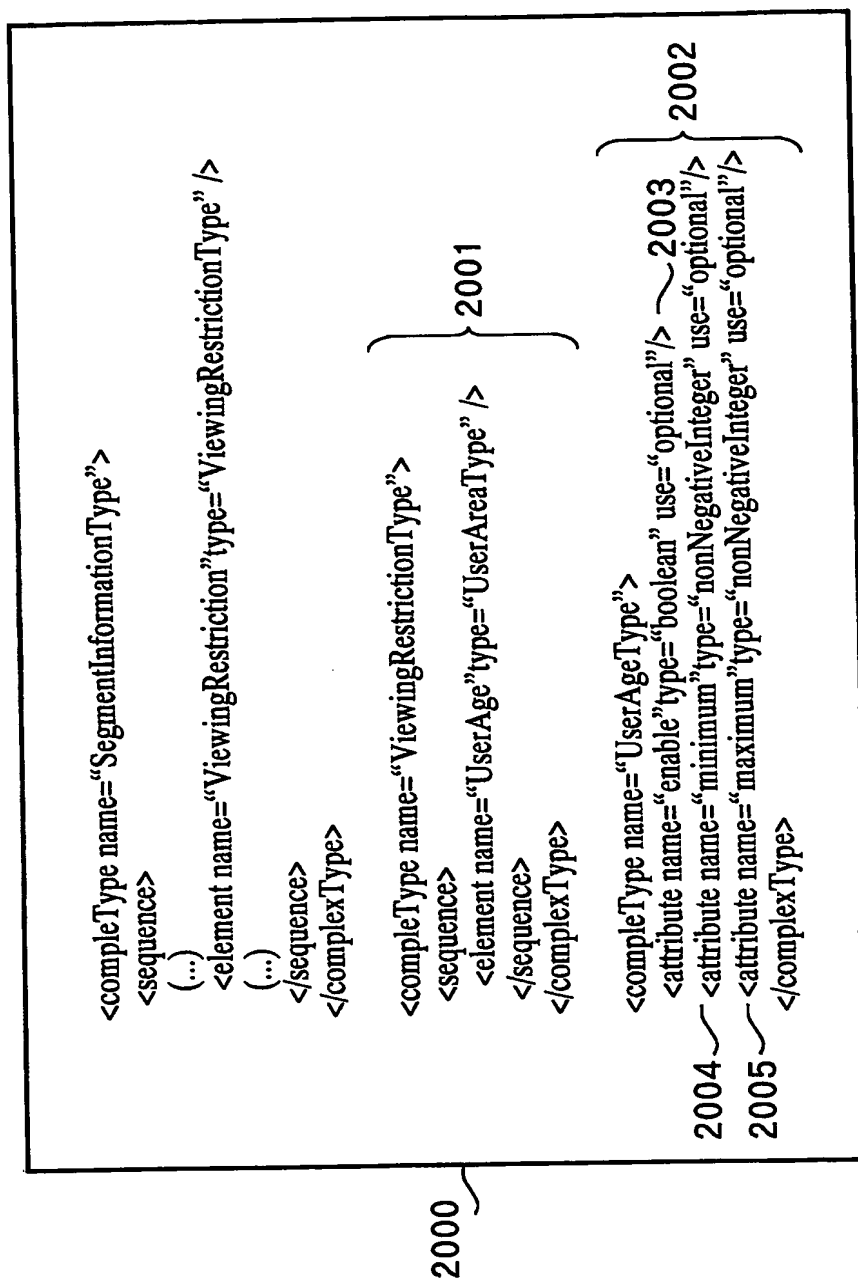 <compleType name=“SegmentInformationType”>
<sequence>
(...)
<element name=“ViewingRestriction”type=“ViewingRestrictionType” />
(...)
</sequence>
</complexType>
<compleType name=“ViewingRestrictionType”>
<sequence>
<element name=“UserAge”type=“UserAreaType” />
</sequence>
</complexType>
2001
<compleType name=“UserAgeType”>
<attribute name=“enable”type=“boolean” use=“optional”/> 2003
2004 <attribute name=“minimum”type=“nonNegativeInteger” use=“optional”/>
2005 <attribute name=“maximum”type=“nonNegativeInteger” use=“optional”/>
</complexType>
2002
2000